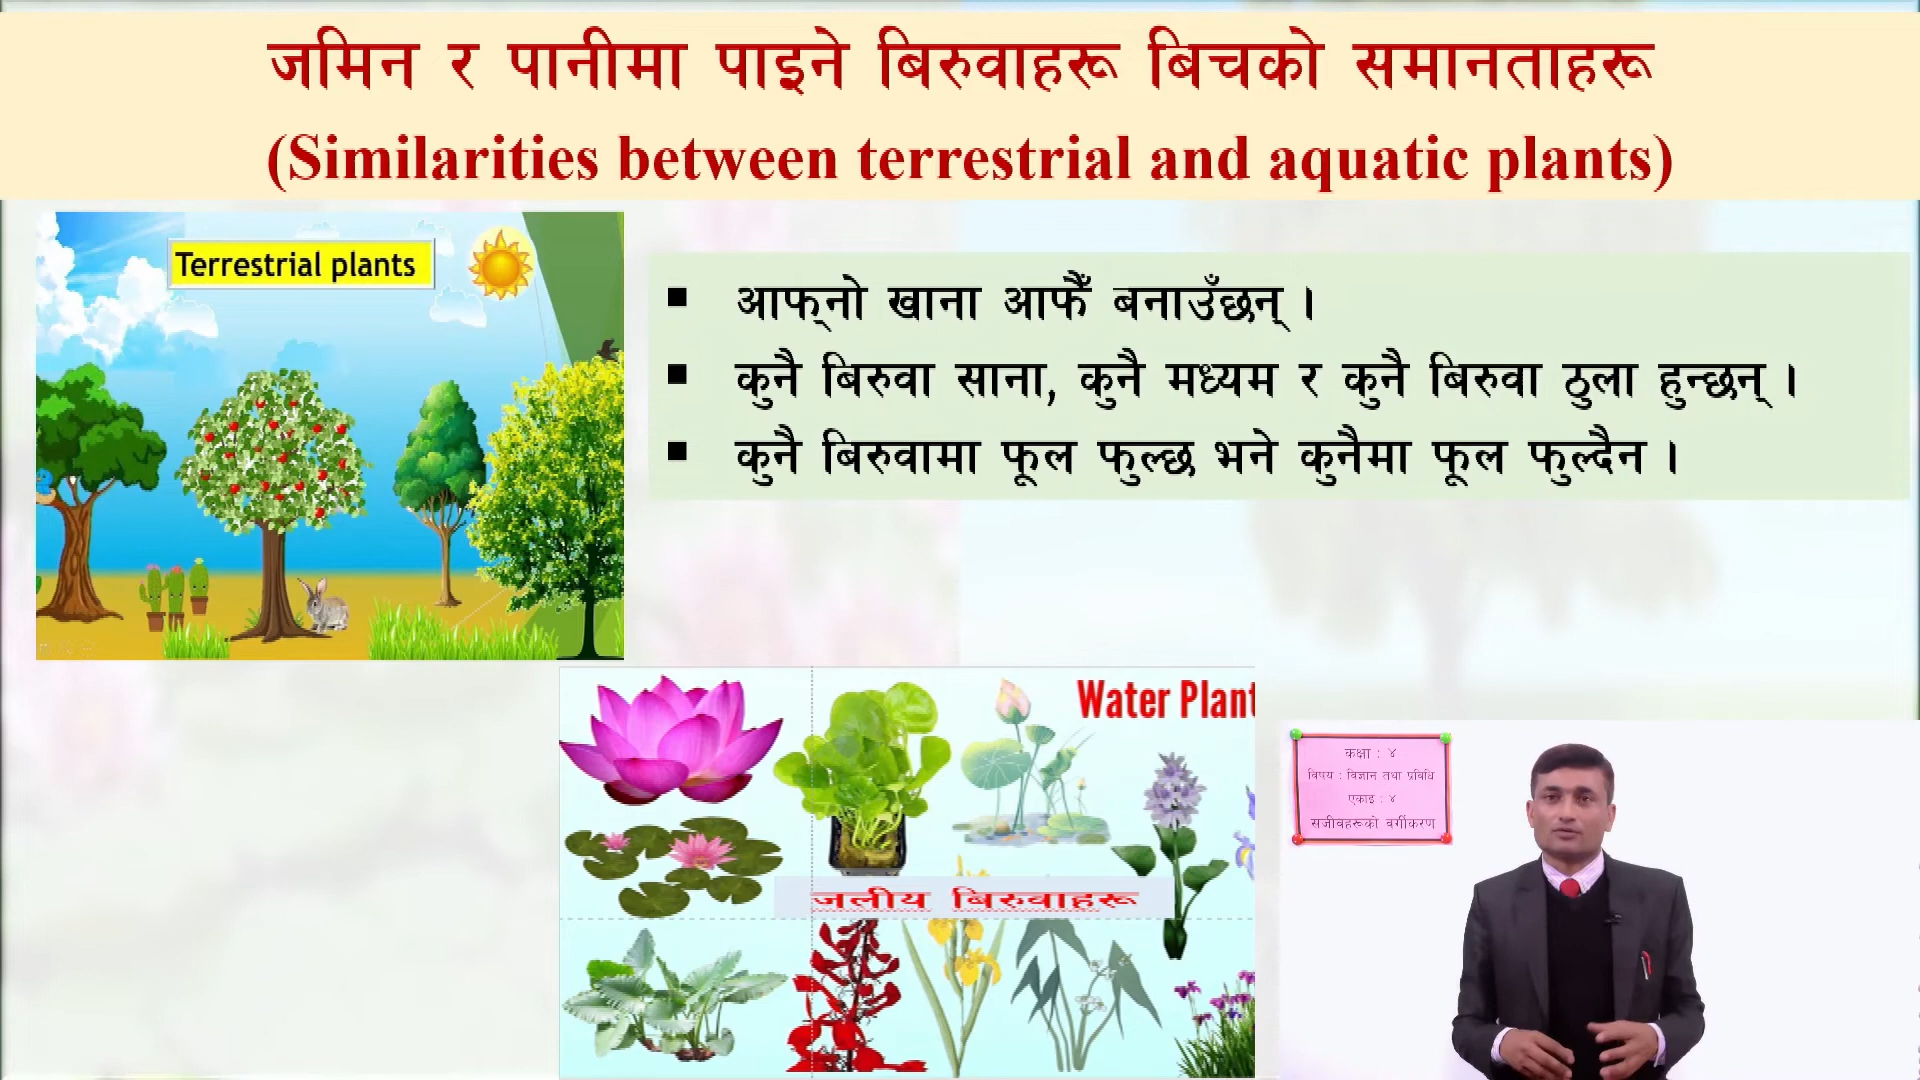 जमिन र पानीमा पाइने बिरुवाहरू बिचको समानताहरू
(Similarities between terrestrial and aquatic plants)
Terrestrial plants
▪ आफ्‌नो खाना आफैँ बनाउँछन् ।
▪ कुनै बिरुवा साना, कुनै मध्यम र कुनै बिरुवा ठुला हुन्छन् ।
▪ कुनै बिरुवामा फूल फुल्छ भने कुनैमा फूल फुल्दैन ।
Water Plant
जलीय बिरुवाहरू
कक्षा : ४
विषय : विज्ञान तथा प्रविधि
एकाइ : ४
सजीवहरूको वर्गीकरण